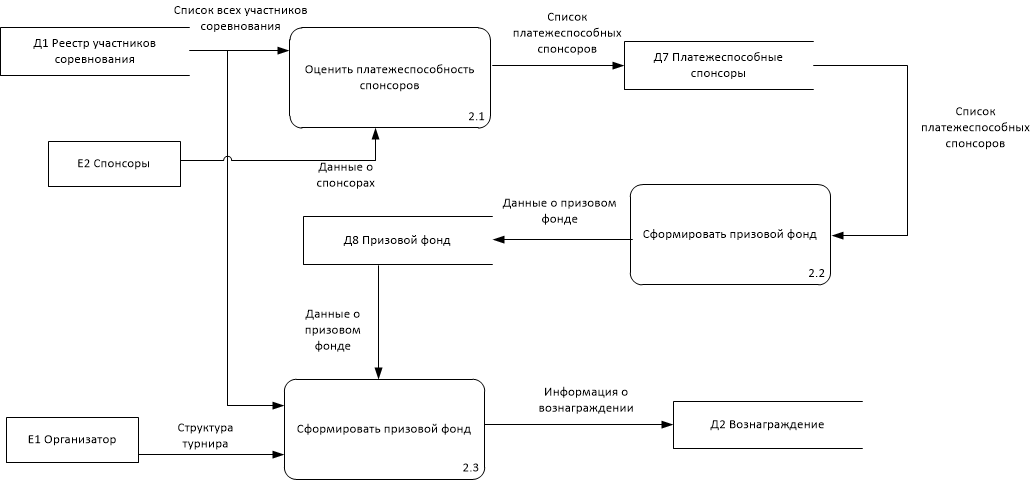 Список всех участников
соревнования
Д1 Реестр участников
соревнования
Оценить платежеспособность
спонсоров
2.1
Список
платежеспособных
спонсоров
Д7 Платежеспособные
спонсоры
Список
платежеспособных
спонсоров
Е2 Спонсоры
Данные о
спонсорах
Данные о призовом
фонде
Сформировать призовой фонд
2.2
Д8 Призовой фонд
Данные о
призовом
фонде
Информация о
вознаграждении
Сформировать призовой фонд
2.3
Д2 Вознаграждение
Е1 Организатор
Структура
турнира